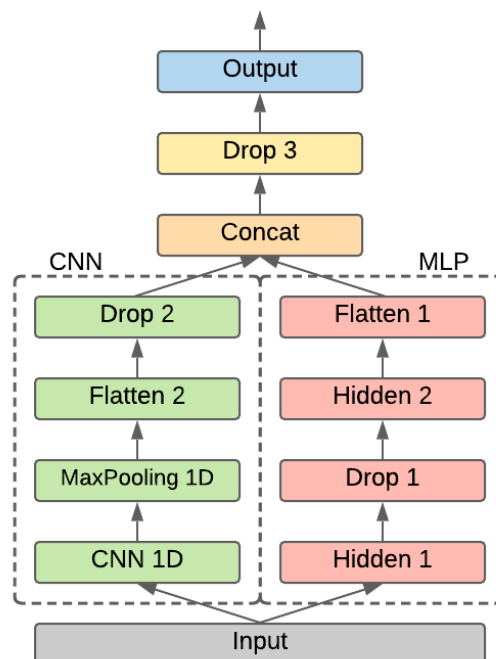 Output
Drop 3
Concat
CNN
MLP
Drop 2
Flatten 1
Flatten 2
Hidden 2
MaxPooling 1D
Drop 1
CNN 1D
Hidden 1
Input